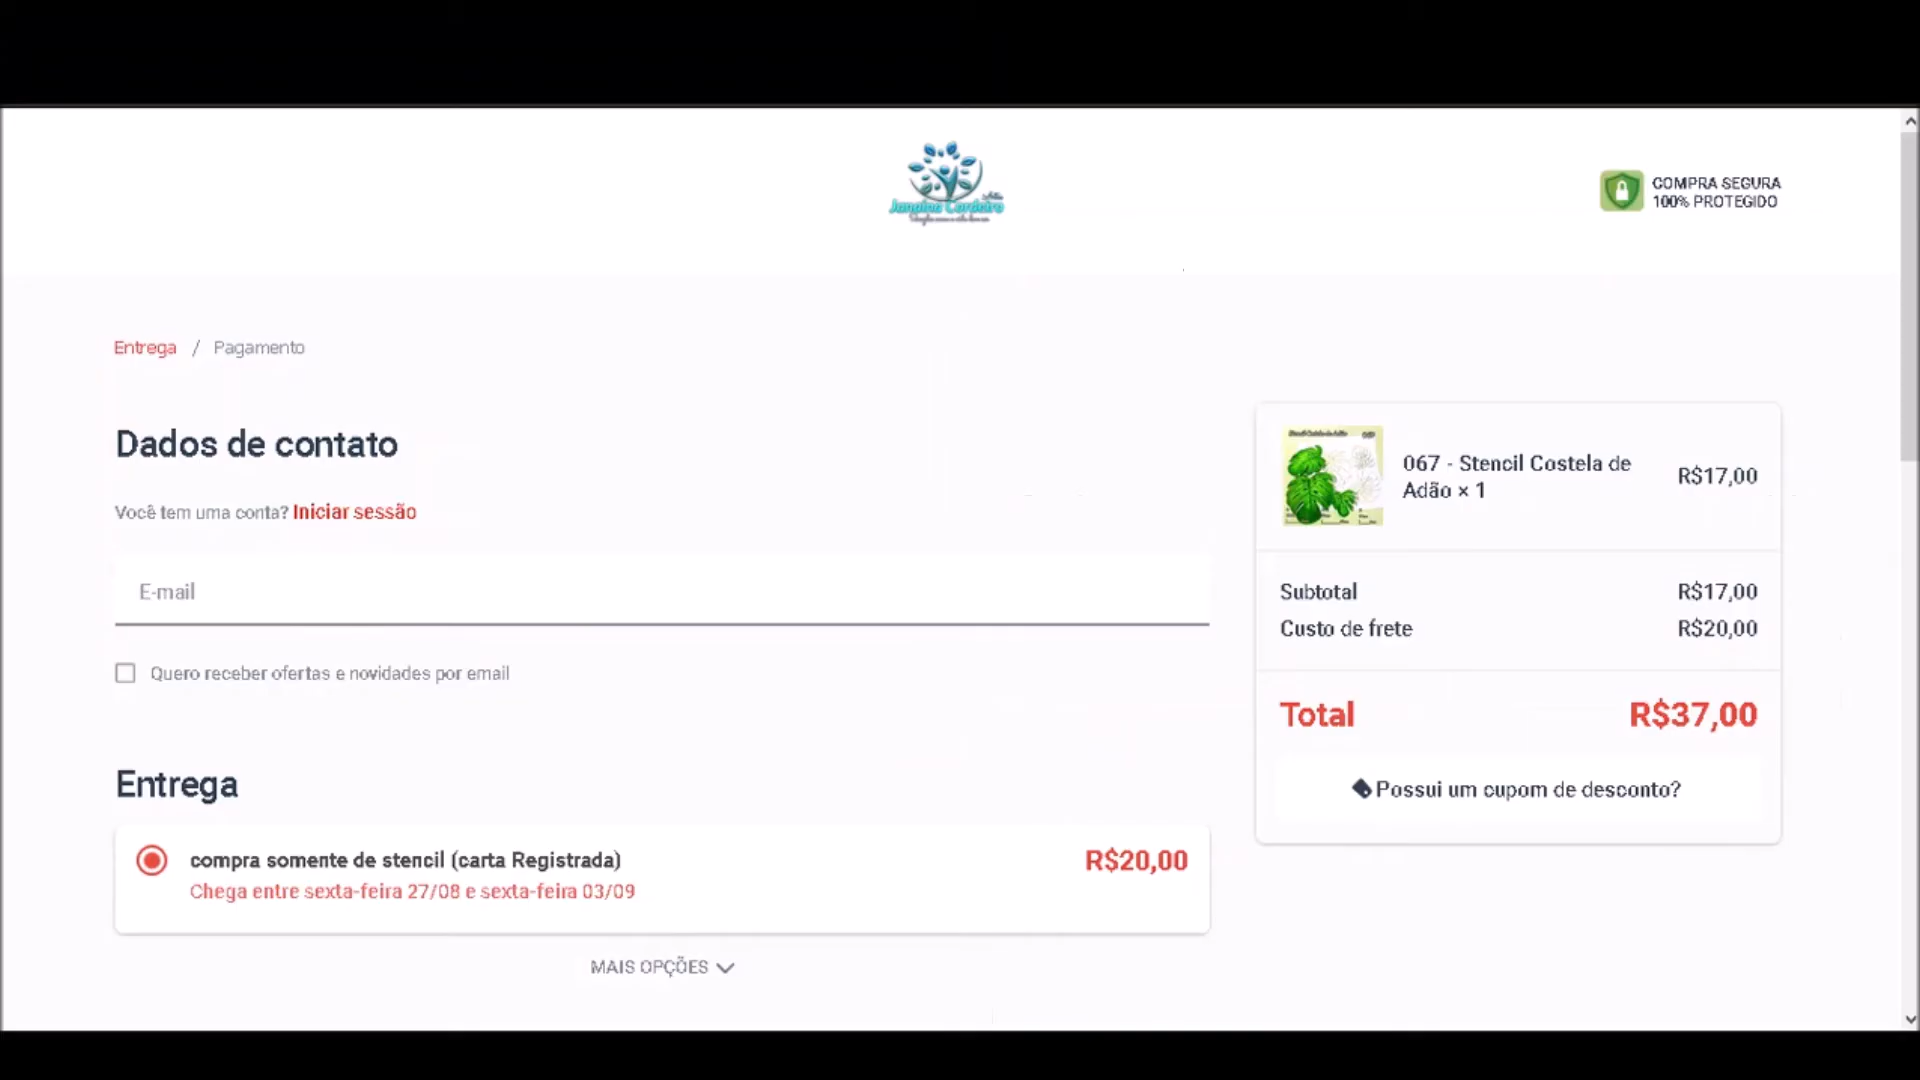 Janaina Cordeiro
COMPRA SEGURA
100% PROTEGIDO
Entrega / Pagamento
Dados de contato
Você tem uma conta? Iniciar sessão
E-mail
Quero receber ofertas e novidades por email
Entrega
compra somente de stencil (carta Registrada)
R$20,00
Chega entre sexta-feira 27/08 e sexta-feira 03/09
MAIS OPÇÕES
067 - Stencil Costela de
Adão × 1
R$17,00
Subtotal R$17,00
Custo de frete R$20,00
Total R$37,00
Possui um cupom de desconto?